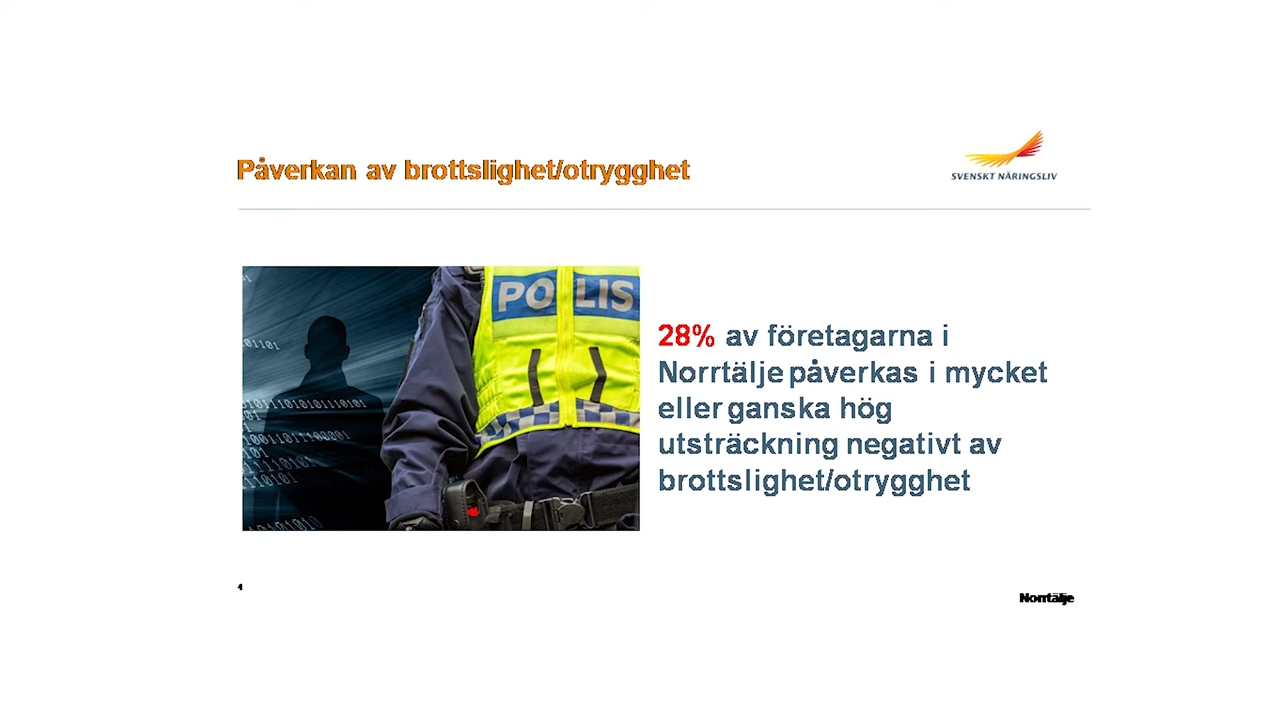 Påverkan av brottslighet/otrygghet
SVENSKT NÄRINGSLIV
POLIS
28% av företagarna i
Norrtälje påverkas i mycket
eller ganska hög
utsträckning negativt av
brottslighet/otrygghet
4
Norrtälje